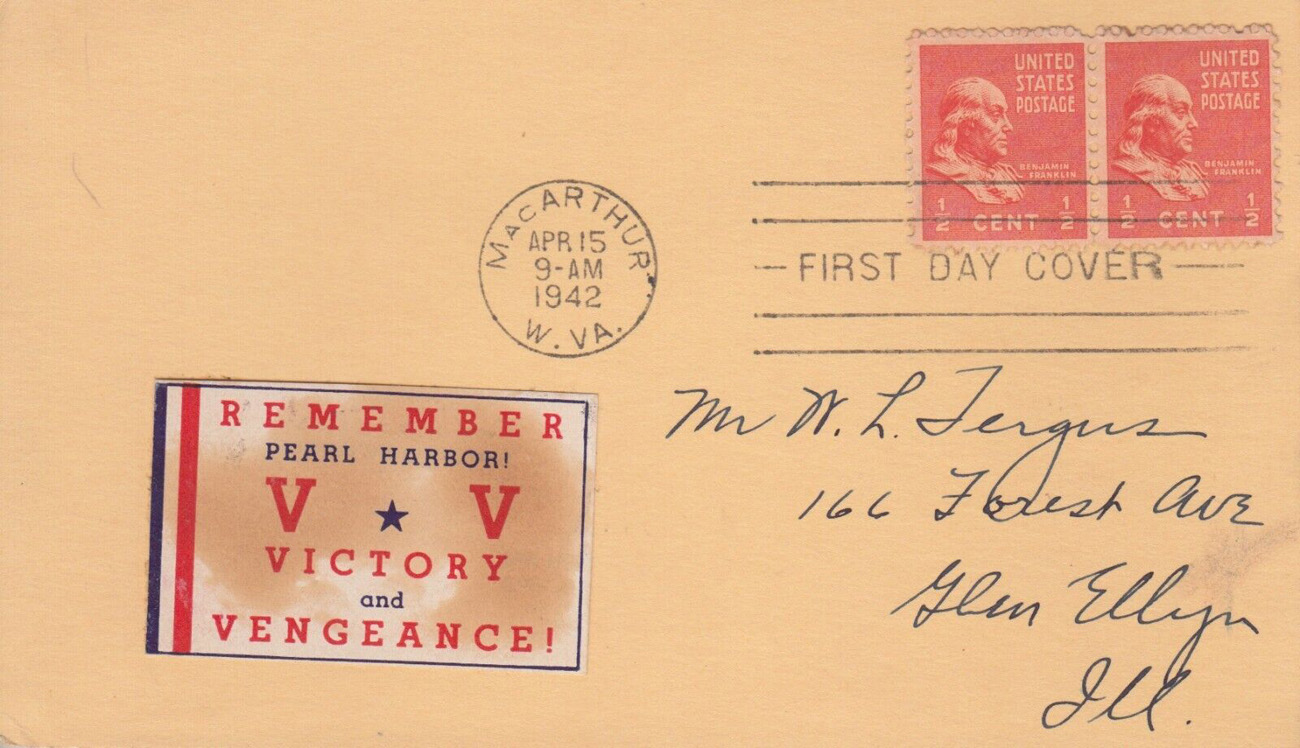 UNITED STATES POSTAGE
BENJAMIN FRANKLIN
1/2 CENT 1/2
UNITED STATES POSTAGE
BENJAMIN FRANKLIN
1/2 CENT 1/2
MacARTHUR
APR 15
9-AM
1942
W. VA.
FIRST DAY COVER
REMEMBER
PEARL HARBOR!
V ★ V
VICTORY
and
VENGEANCE!
Mr W. L. Fergus
166 Forest Ave
Glen Ellyn
Ill.